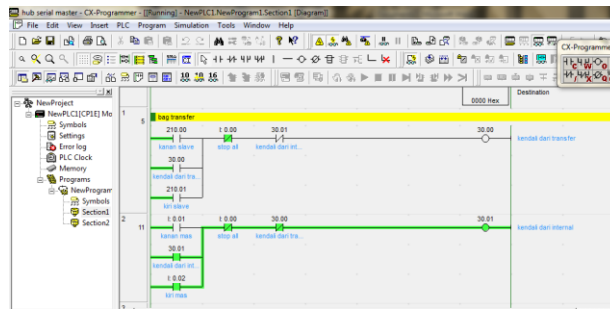 hub serial master - CX-Programmer - [[Running] - NewPLC1.NewProgram1.Section1 [Diagram]]
File Edit View Insert PLC Program Simulation Tools Window Help
CX-Programme
NewProject
NewPLC1[CP1E] Mo
Symbols
Settings
Error log
PLC Clock
Memory
Programs
NewProgram
Symbols
Section1
Section2
0000 Hex
Destination
1
5
bag transfer
210.00 I: 0.00 30.01 30.00
kanan slave stop all kendali dari int... kendali dari transfer
30.00
kendali dari tra...
210.01
kiri slave
2
11
I: 0.01 I: 0.00 30.00 30.01
kanan mas stop all kendali dari tra... kendali dari internal
30.01
kendali dari int...
I: 0.02
kiri mas